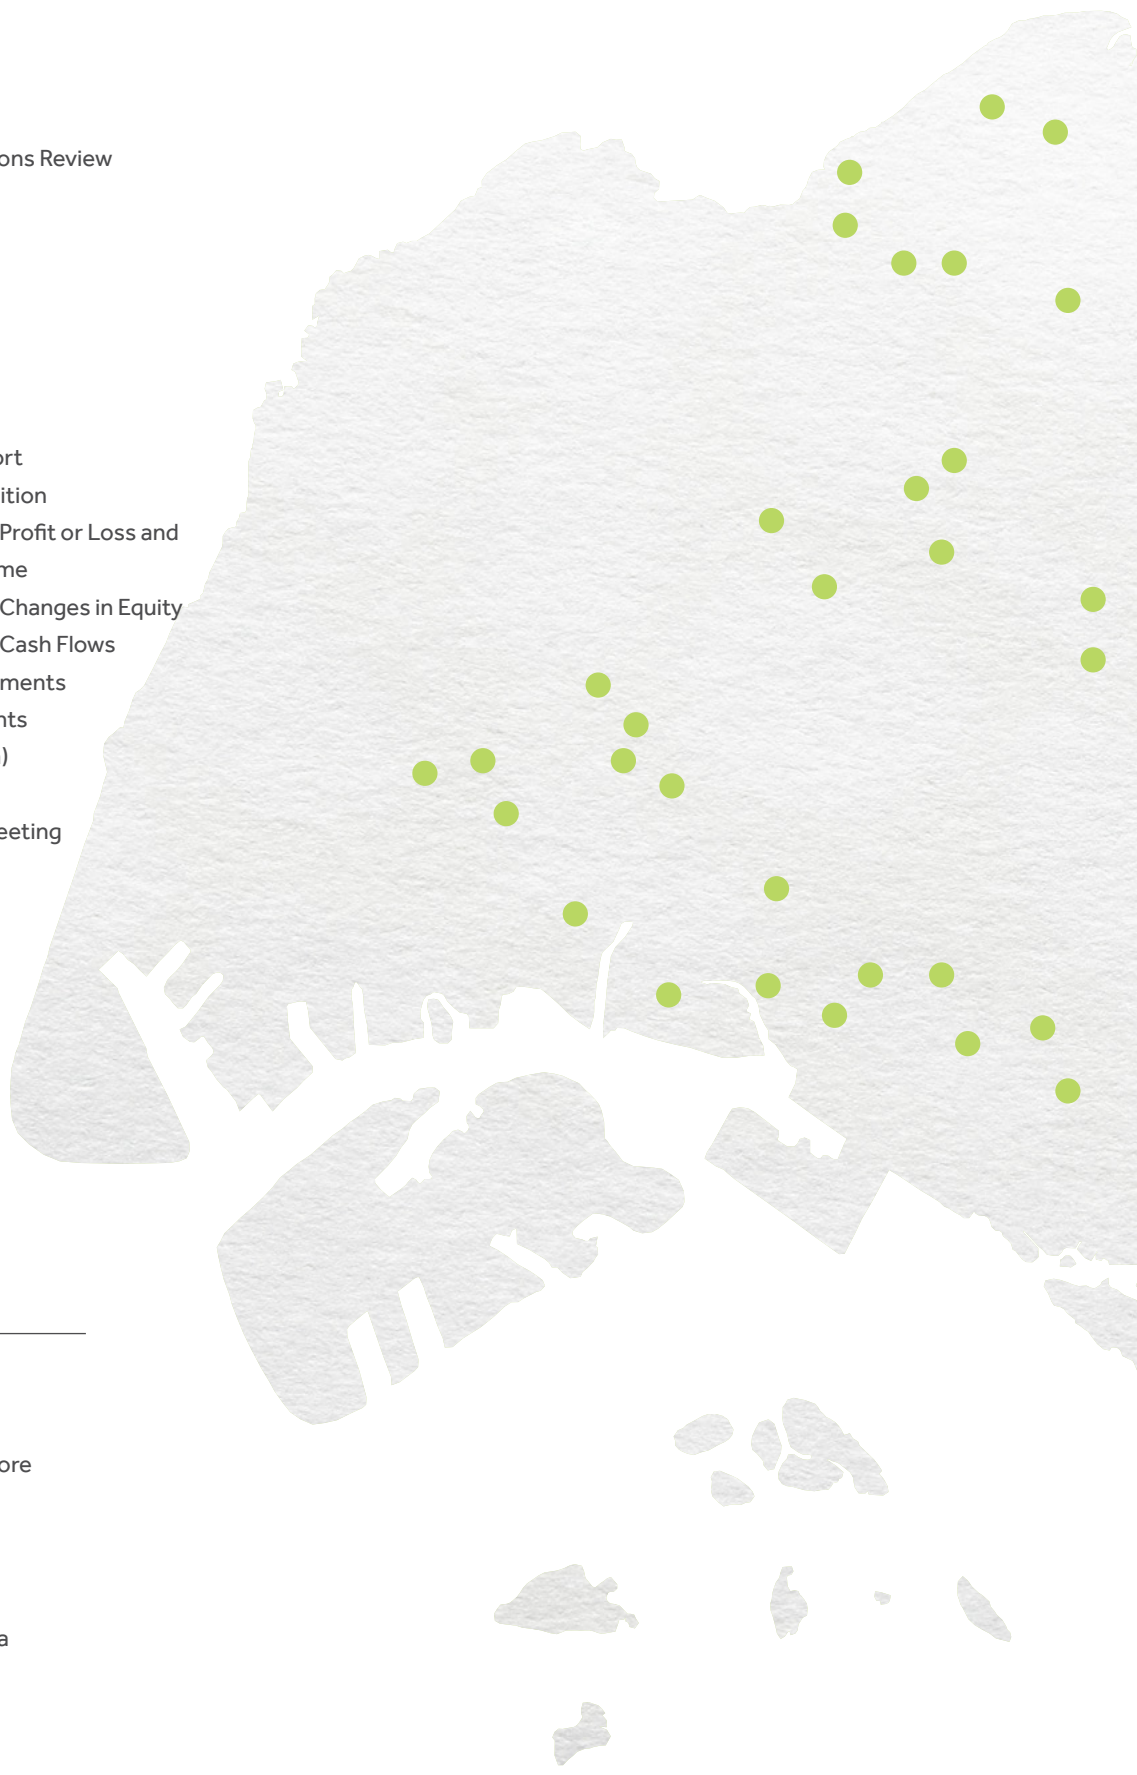 ons Review
ort
ition
Profit or Loss and
me
Changes in Equity
Cash Flows
ments
nts
)
eeting
ore
a